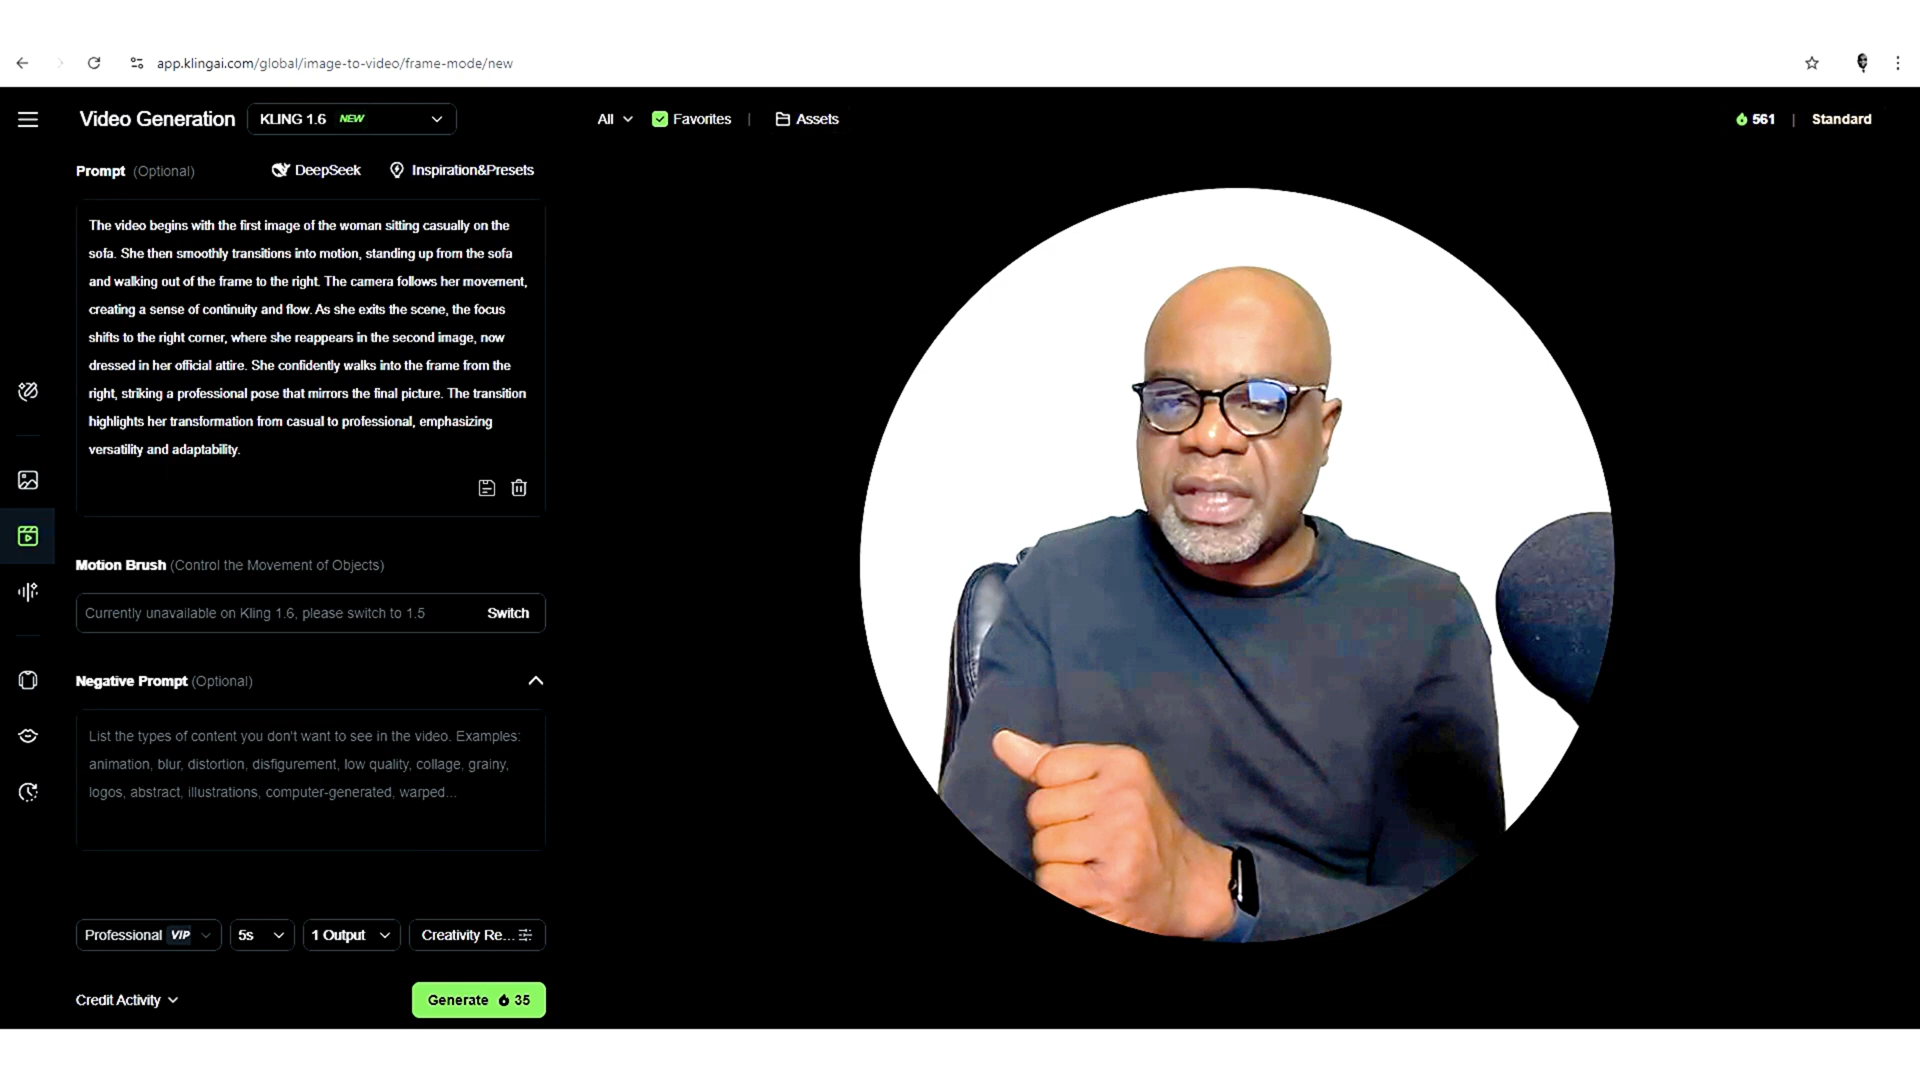 app.klingai.com/global/image-to-video/frame-mode/new
Video Generation
KLING 1.6 NEW
All
Favorites
Assets
561 | Standard
Prompt (Optional)
DeepSeek
Inspiration&Presets
The video begins with the first image of the woman sitting casually on the
sofa. She then smoothly transitions into motion, standing up from the sofa
and walking out of the frame to the right. The camera follows her movement,
creating a sense of continuity and flow. As she exits the scene, the focus
shifts to the right corner, where she reappears in the second image, now
dressed in her official attire. She confidently walks into the frame from the
right, striking a professional pose that mirrors the final picture. The transition
highlights her transformation from casual to professional, emphasizing
versatility and adaptability.
Motion Brush (Control the Movement of Objects)
Currently unavailable on Kling 1.6, please switch to 1.5
Switch
Negative Prompt (Optional)
List the types of content you don't want to see in the video. Examples:
animation, blur, distortion, disfigurement, low quality, collage, grainy,
logos, abstract, illustrations, computer-generated, warped...
Professional VIP
5s
1 Output
Creativity Re...
Credit Activity
Generate 35